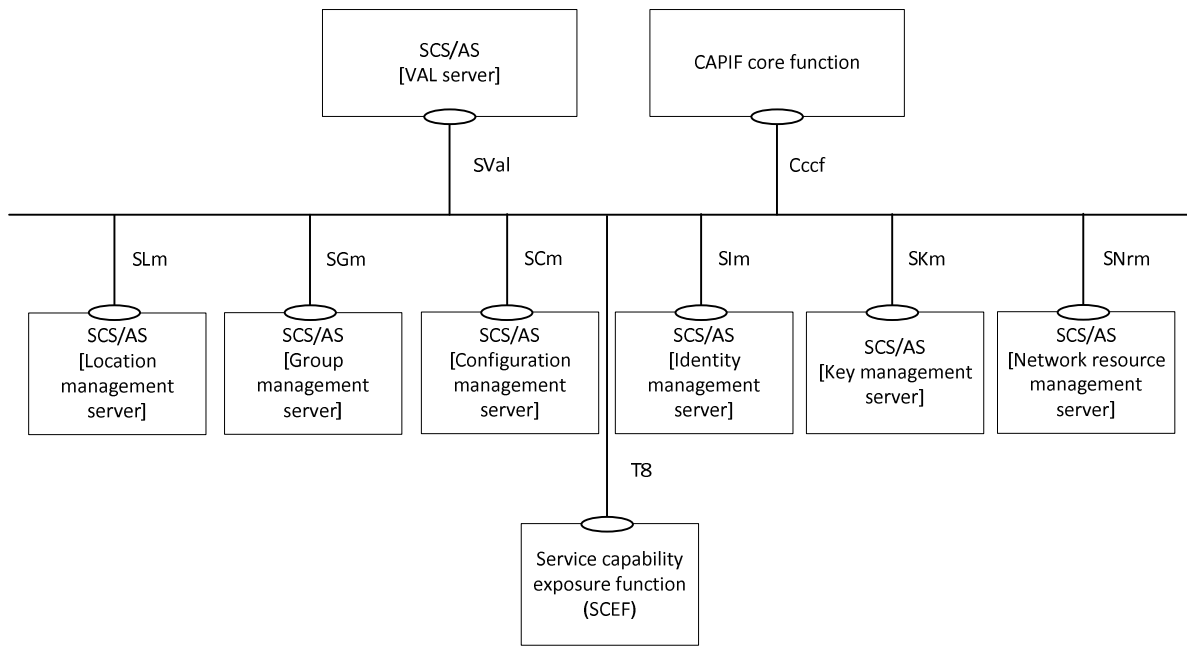 SCS/AS
[VAL server]
CAPIF core function
SVal
Cccf
SLm
SGm
SCm
SIm
SKm
SNrm
SCS/AS
[Location
management
server]
SCS/AS
[Group
management
server]
SCS/AS
[Configuration
management
server]
SCS/AS
[Identity
management
server]
SCS/AS
[Key management
server]
SCS/AS
[Network resource
management
server]
T8
Service capability
exposure function
(SCEF)